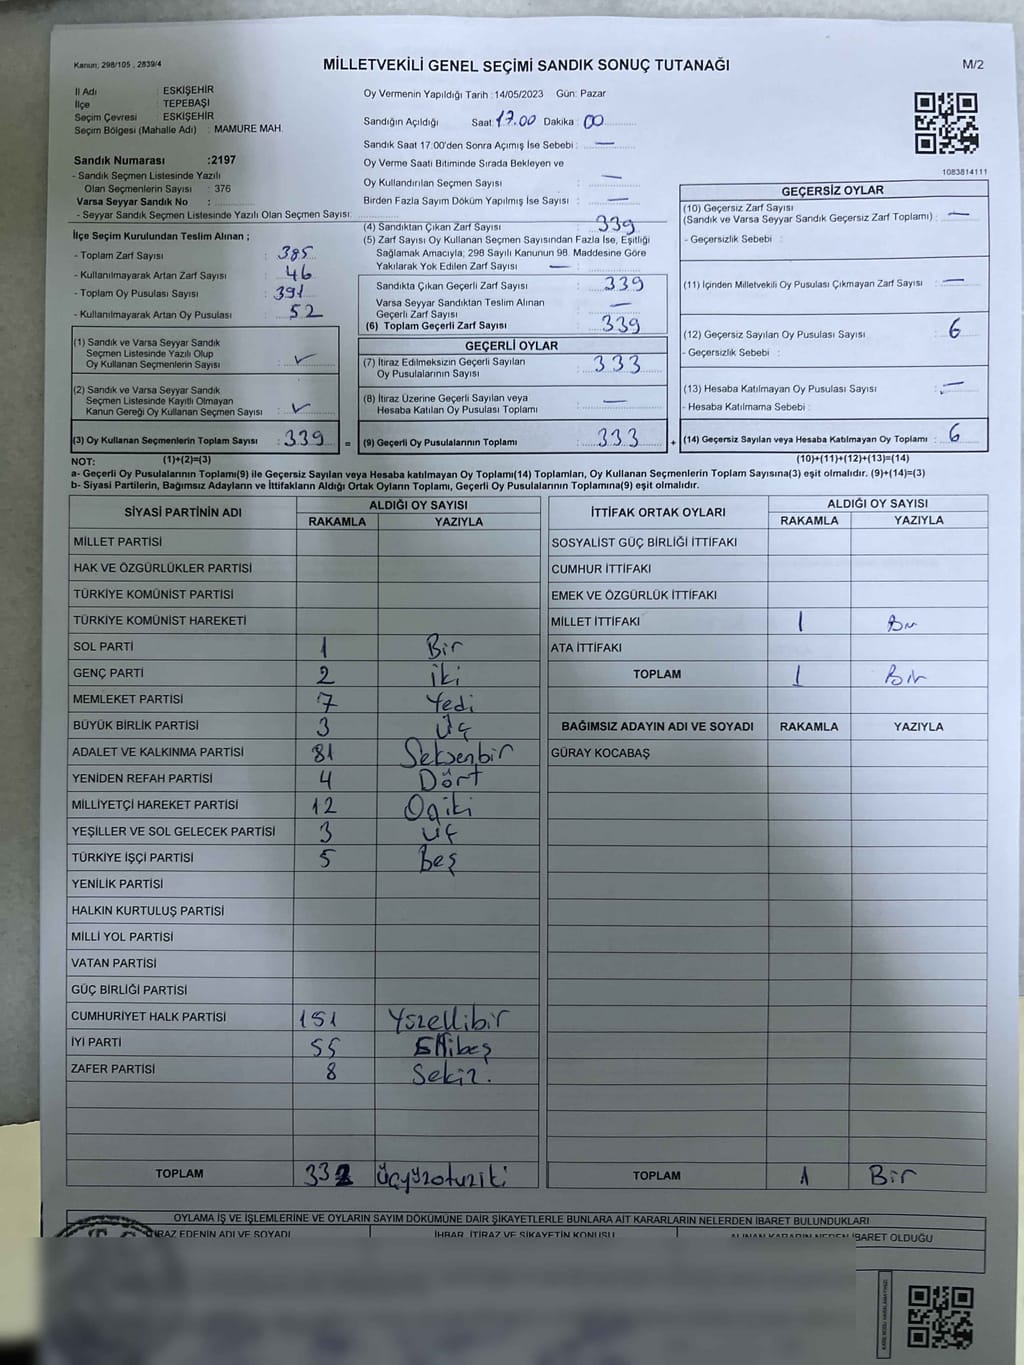 Kanun; 298/105 , 2839/4
MİLLETVEKİLİ GENEL SEÇİMİ SANDIK SONUÇ TUTANAĞI
M/2
İl Adı : ESKİŞEHİR
İlçe : TEPEBAŞI
Seçim Çevresi : ESKİŞEHİR
Seçim Bölgesi (Mahalle Adı) : MAMURE MAH.
Sandık Numarası :2197
- Sandık Seçmen Listesinde Yazılı
Olan Seçmenlerin Sayısı : 376
Varsa Seyyar Sandık No :
- Seyyar Sandık Seçmen Listesinde Yazılı Olan Seçmen Sayısı:
İlçe Seçim Kurulundan Teslim Alınan ;
- Toplam Zarf Sayısı : 385
- Kullanılmayarak Artan Zarf Sayısı : 46
- Toplam Oy Pusulası Sayısı : 391
- Kullanılmayarak Artan Oy Pusulası : 52
(1) Sandık ve Varsa Seyyar Sandık
Seçmen Listesinde Yazılı Olup
Oy Kullanan Seçmenlerin Sayısı : ✓
(2) Sandık ve Varsa Seyyar Sandık
Seçmen Listesinde Kayıtlı Olmayan
Kanun Gereği Oy Kullanan Seçmen Sayısı : ✓
(3) Oy Kullanan Seçmenlerin Toplam Sayısı : 339 =
(1)+(2)=(3)
Oy Vermenin Yapıldığı Tarih :14/05/2023 Gün: Pazar
Sandığın Açıldığı Saat: 17.00 Dakika: 00
Sandık Saat 17:00'den Sonra Açımış İse Sebebi : —
Oy Verme Saati Bitiminde Sırada Bekleyen ve
Oy Kullandırılan Seçmen Sayısı : —
Birden Fazla Sayım Döküm Yapılmış İse Sayısı : —
(4) Sandıktan Çıkan Zarf Sayısı : 339
(5) Zarf Sayısı Oy Kullanan Seçmen Sayısından Fazla İse, Eşitliği
Sağlamak Amacıyla; 298 Sayılı Kanunun 98. Maddesine Göre
Yakılarak Yok Edilen Zarf Sayısı : —
Sandıkta Çıkan Geçerli Zarf Sayısı : 339
Varsa Seyyar Sandıktan Teslim Alınan
Geçerli Zarf Sayısı : —
(6) Toplam Geçerli Zarf Sayısı : 339
GEÇERLİ OYLAR
(7) İtiraz Edilmeksizin Geçerli Sayılan
Oy Pusulalarının Sayısı : 333
(8) İtiraz Üzerine Geçerli Sayılan veya
Hesaba Katılan Oy Pusulası Toplamı : —
(9) Geçerli Oy Pusulalarının Toplamı : 333 +
1083814111
GEÇERSİZ OYLAR
(10) Geçersiz Zarf Sayısı
(Sandık ve Varsa Seyyar Sandık Geçersiz Zarf Toplamı) : —
- Geçersizlik Sebebi :
(11) İçinden Milletvekili Oy Pusulası Çıkmayan Zarf Sayısı : —
(12) Geçersiz Sayılan Oy Pusulası Sayısı : 6
- Geçersizlik Sebebi :
(13) Hesaba Katılmayan Oy Pusulası Sayısı : —
- Hesaba Katılmama Sebebi :
(14) Geçersiz Sayılan veya Hesaba Katılmayan Oy Toplamı : 6
(10)+(11)+(12)+(13)=(14)
NOT:
a- Geçerli Oy Pusulalarının Toplamı(9) ile Geçersiz Sayılan veya Hesaba katılmayan Oy Toplamı(14) Toplamları, Oy Kullanan Seçmenlerin Toplam Sayısına(3) eşit olmalıdır. (9)+(14)=(3)
b- Siyasi Partilerin, Bağımsız Adayların ve İttifakların Aldığı Ortak Oyların Toplamı, Geçerli Oy Pusulalarının Toplamına(9) eşit olmalıdır.
SİYASİ PARTİNİN ADI ALDIĞI OY SAYISI
RAKAMLA YAZIYLA
MİLLET PARTİSİ
HAK VE ÖZGÜRLÜKLER PARTİSİ
TÜRKİYE KOMÜNİST PARTİSİ
TÜRKİYE KOMÜNİST HAREKETİ
SOL PARTİ 1 Bir
GENÇ PARTİ 2 iki
MEMLEKET PARTİSİ 7 Yedi
BÜYÜK BİRLİK PARTİSİ 3 Üç
ADALET VE KALKINMA PARTİSİ 81 Seksenbir
YENİDEN REFAH PARTİSİ 4 Dört
MİLLİYETÇİ HAREKET PARTİSİ 12 Oniki
YEŞİLLER VE SOL GELECEK PARTİSİ 3 Üç
TÜRKİYE İŞÇİ PARTİSİ 5 Beş
YENİLİK PARTİSİ
HALKIN KURTULUŞ PARTİSİ
MİLLİ YOL PARTİSİ
VATAN PARTİSİ
GÜÇ BİRLİĞİ PARTİSİ
CUMHURİYET HALK PARTİSİ 151 Yüzellibir
İYİ PARTİ 55 Ellibeş
ZAFER PARTİSİ 8 Sekiz.
TOPLAM 332 Üçyüzotuziki
İTTİFAK ORTAK OYLARI ALDIĞI OY SAYISI
RAKAMLA YAZIYLA
SOSYALİST GÜÇ BİRLİĞİ İTTİFAKI
CUMHUR İTTİFAKI
EMEK VE ÖZGÜRLÜK İTTİFAKI
MİLLET İTTİFAKI 1 Bir
ATA İTTİFAKI
TOPLAM 1 Bir
BAĞIMSIZ ADAYIN ADI VE SOYADI RAKAMLA YAZIYLA
GÜRAY KOCABAŞ
TOPLAM 1 Bir
OYLAMA İŞ VE İŞLEMLERİNE VE OYLARIN SAYIM DÖKÜMÜNE DAİR ŞİKAYETLERLE BUNLARA AİT KARARLARIN NELERDEN İBARET BULUNDUKLARI
İRAZ EDENİN ADI VE SOYADI İHBAR, İTİRAZ VE ŞİKAYETİN KONUSU ALINAN KARARIN NEDEN İBARET OLDUĞU